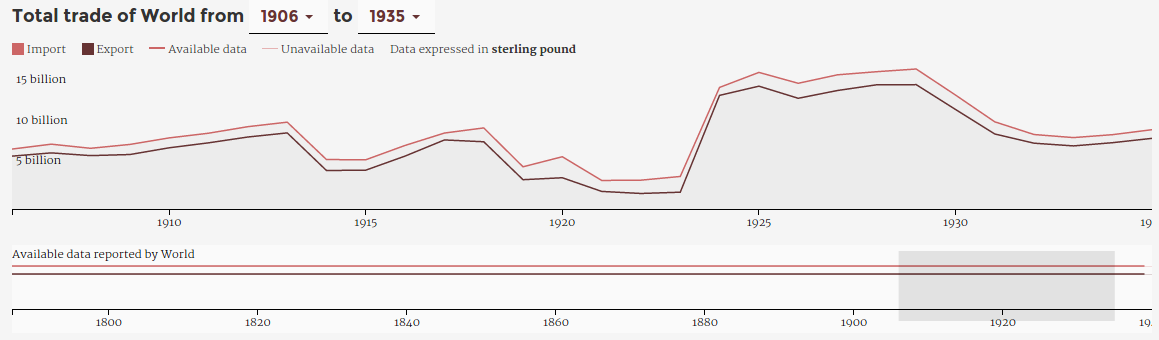 Total trade of World from 1906 to 1935
Import Export Available data Unavailable data Data expressed in sterling pound
15 billion
10 billion
5 billion
1910 1915 1920 1925 1930 19
Available data reported by World
1800 1820 1840 1860 1880 1900 1920 19